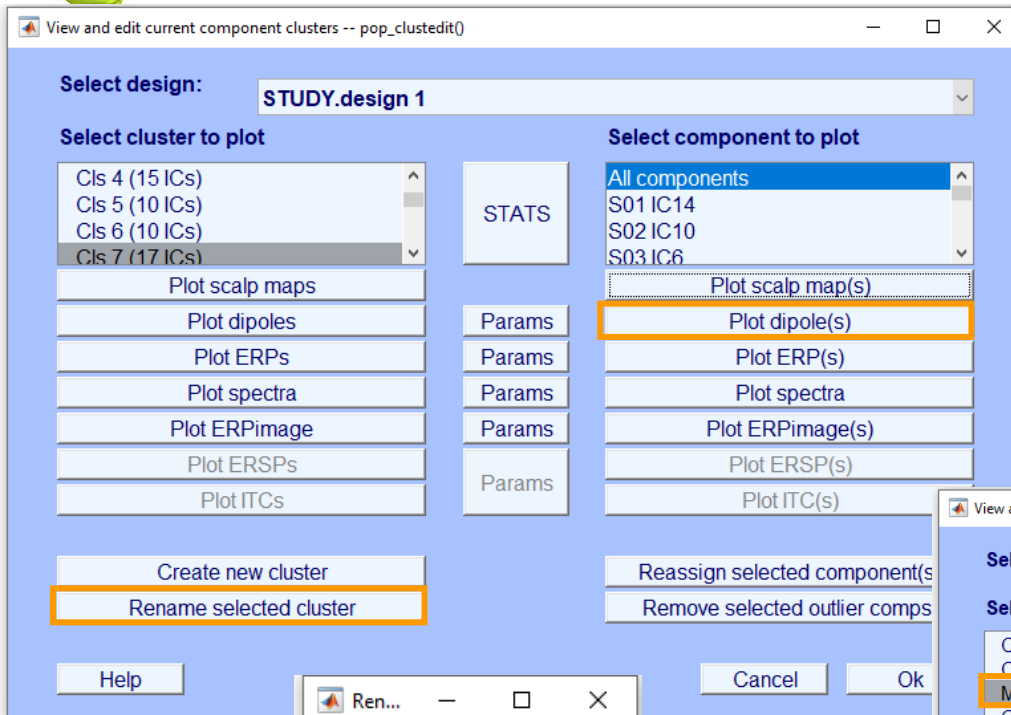 View and edit current component clusters -- pop_clustedit()
Select design:
STUDY.design 1
Select cluster to plot
Select component to plot
Cls 4 (15 ICs)
Cls 5 (10 ICs)
Cls 6 (10 ICs)
Cls 7 (17 ICs)
STATS
All components
S01 IC14
S02 IC10
S03 IC6
Plot scalp maps
Plot scalp map(s)
Plot dipoles
Params
Plot dipole(s)
Plot ERPs
Params
Plot ERP(s)
Plot spectra
Params
Plot spectra
Plot ERPimage
Params
Plot ERPimage(s)
Plot ERSPs
Params
Plot ERSP(s)
Plot ITCs
Plot ITC(s)
View a
Sel
Create new cluster
Reassign selected component(s
Rename selected cluster
Remove selected outlier comps
Sel
Help
Cancel
Ok
M
Ren...